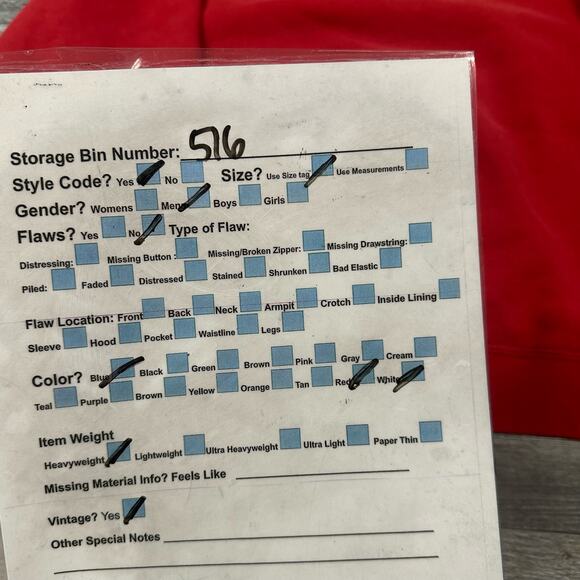 Storage Bin Number: 516
Style Code? Yes No Size? Use Size tag Use Measurements
Gender? Womens Mens Boys Girls
Flaws? Yes No Type of Flaw:
Distressing: Missing Button : Missing/Broken Zipper: Missing Drawstring:
Piled: Faded Distressed Stained Shrunken Bad Elastic
Flaw Location: Front Back Neck Armpit Crotch Inside Lining
Sleeve Hood Pocket Waistline Legs
Color? Blue Black Green Brown Pink Gray Cream
Teal Purple Brown Yellow Orange Tan Red White
Item Weight
Heavyweight Lightweight Ultra Heavyweight Ultra Light Paper Thin
Missing Material Info? Feels Like
Vintage? Yes
Other Special Notes